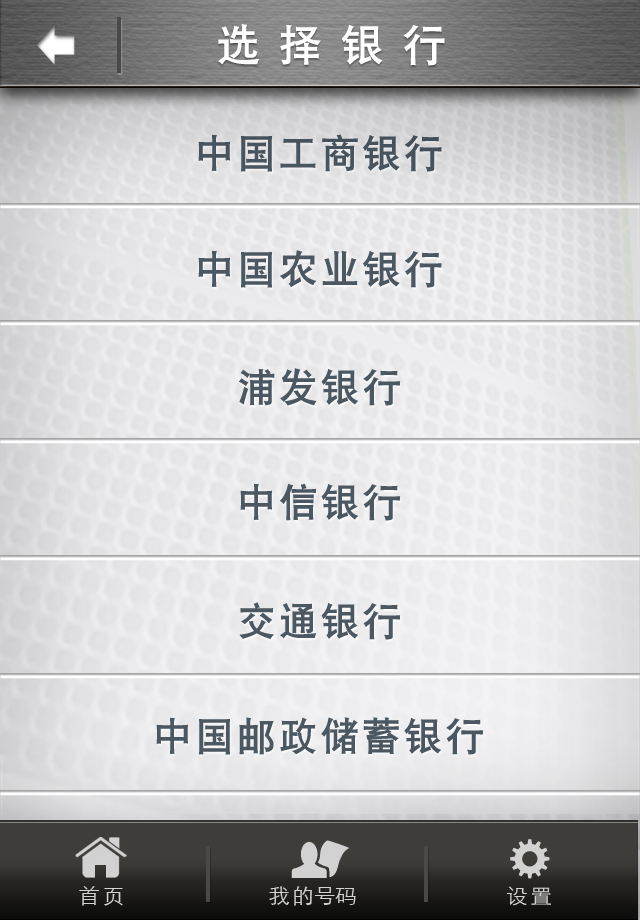 选择银行
中国工商银行
中国农业银行
浦发银行
中信银行
交通银行
中国邮政储蓄银行
首页 我的号码 设置